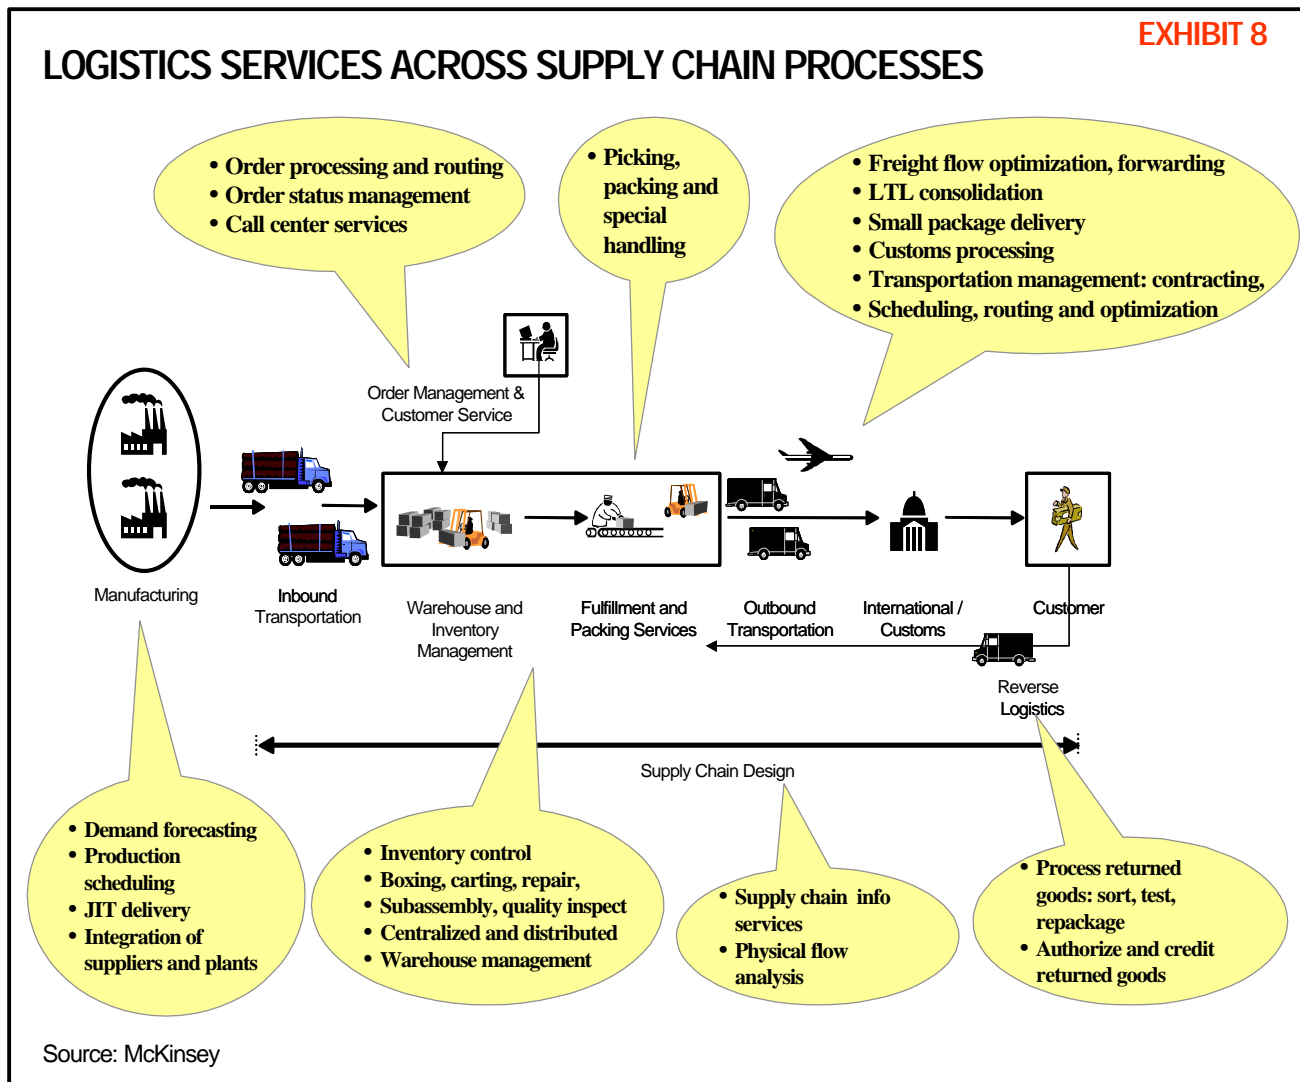 EXHIBIT 8
LOGISTICS SERVICES ACROSS SUPPLY CHAIN PROCESSES
• Order processing and routing
• Order status management
• Call center services
• Picking,
packing and
special
handling
• Freight flow optimization, forwarding
• LTL consolidation
• Small package delivery
• Customs processing
• Transportation management: contracting,
• Scheduling, routing and optimization
Order Management &
Customer Service
Manufacturing
Inbound
Transportation
Warehouse and
Inventory
Management
Fulfillment and
Packing Services
Outbound
Transportation
International /
Customs
Customer
Reverse
Logistics
Supply Chain Design
• Demand forecasting
• Production
scheduling
• JIT delivery
• Integration of
suppliers and plants
• Inventory control
• Boxing, carting, repair,
• Subassembly, quality inspect
• Centralized and distributed
• Warehouse management
• Supply chain info
services
• Physical flow
analysis
• Process returned
goods: sort, test,
repackage
• Authorize and credit
returned goods
Source: McKinsey